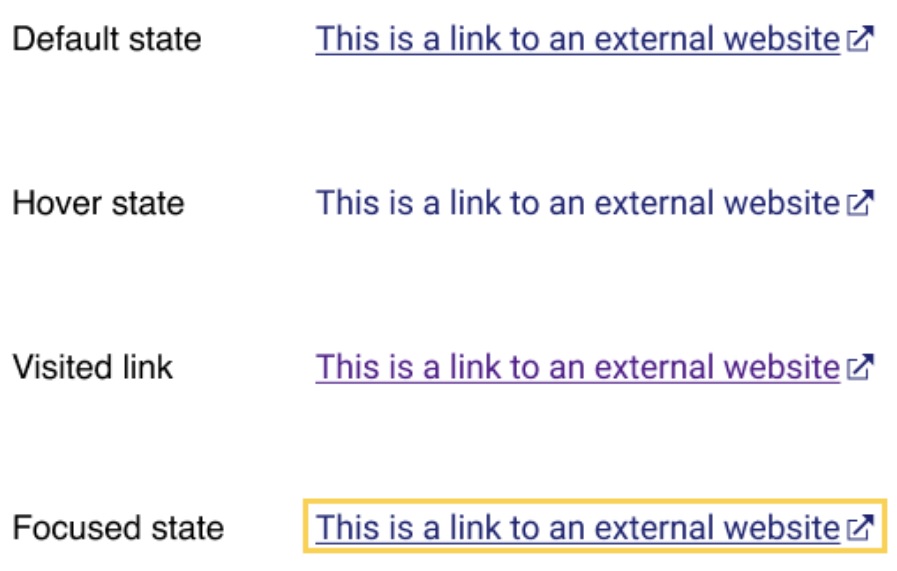 Default state This is a link to an external website
Hover state This is a link to an external website
Visited link This is a link to an external website
Focused state This is a link to an external website